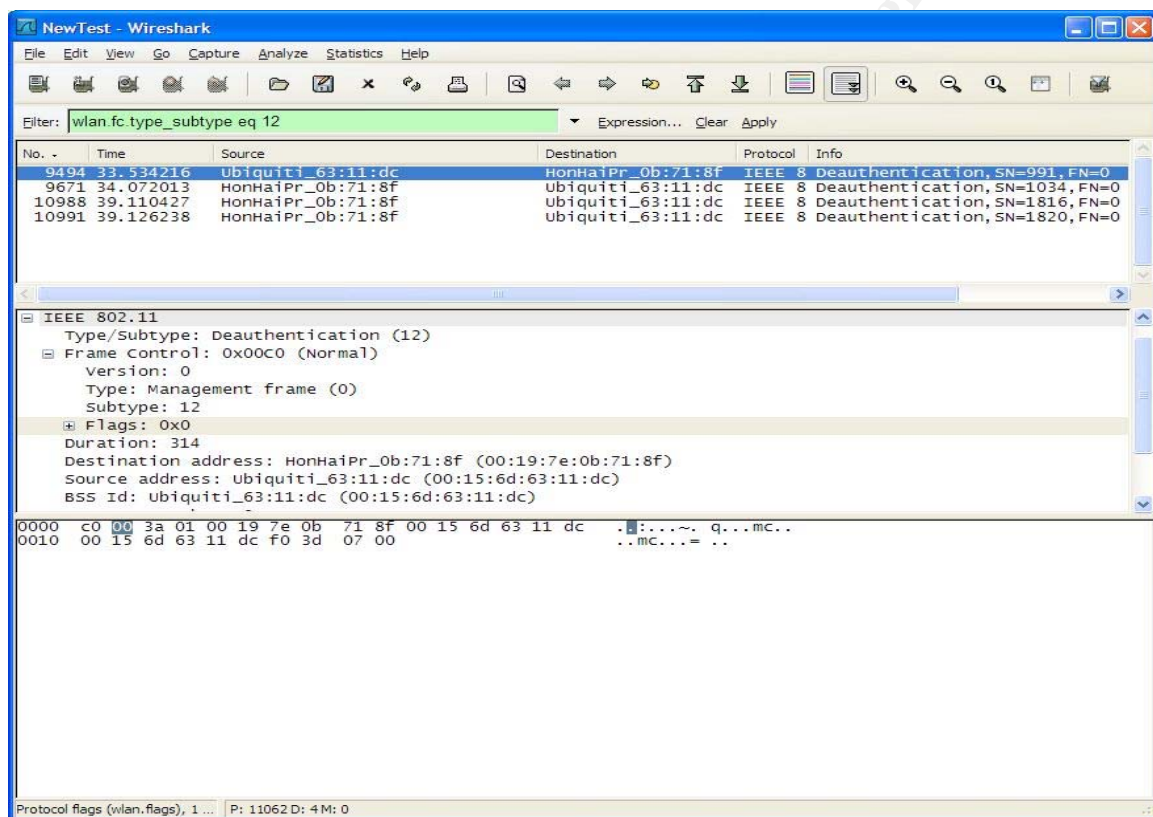 NewTest - Wireshark
File Edit View Go Capture Analyze Statistics Help
Filter: wlan.fc.type_subtype eq 12 Expression... Clear Apply
No. - Time Source Destination Protocol Info
9494 33.534216 Ubiquiti_63:11:dc HonHaiPr_0b:71:8f IEEE 8 Deauthentication,SN=991,FN=0
9671 34.072013 HonHaiPr_0b:71:8f Ubiquiti_63:11:dc IEEE 8 Deauthentication,SN=1034,FN=0
10988 39.110427 HonHaiPr_0b:71:8f Ubiquiti_63:11:dc IEEE 8 Deauthentication,SN=1816,FN=0
10991 39.126238 HonHaiPr_0b:71:8f Ubiquiti_63:11:dc IEEE 8 Deauthentication,SN=1820,FN=0
IEEE 802.11
Type/Subtype: Deauthentication (12)
Frame Control: 0x00C0 (Normal)
Version: 0
Type: Management frame (0)
Subtype: 12
Flags: 0x0
Duration: 314
Destination address: HonHaiPr_0b:71:8f (00:19:7e:0b:71:8f)
Source address: Ubiquiti_63:11:dc (00:15:6d:63:11:dc)
BSS Id: Ubiquiti_63:11:dc (00:15:6d:63:11:dc)
0000 c0 00 3a 01 00 19 7e 0b 71 8f 00 15 6d 63 11 dc ..:...~. q...mc..
0010 00 15 6d 63 11 dc f0 3d 07 00 ..mc...= ..
Protocol flags (wlan.flags), 1 ... P: 11062 D: 4 M: 0